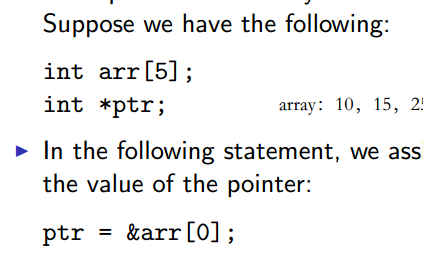 Suppose we have the following:
int arr[5];
int *ptr;
array: 10, 15,
▶ In the following statement, we
the value of the pointer:
ptr = &arr[0];